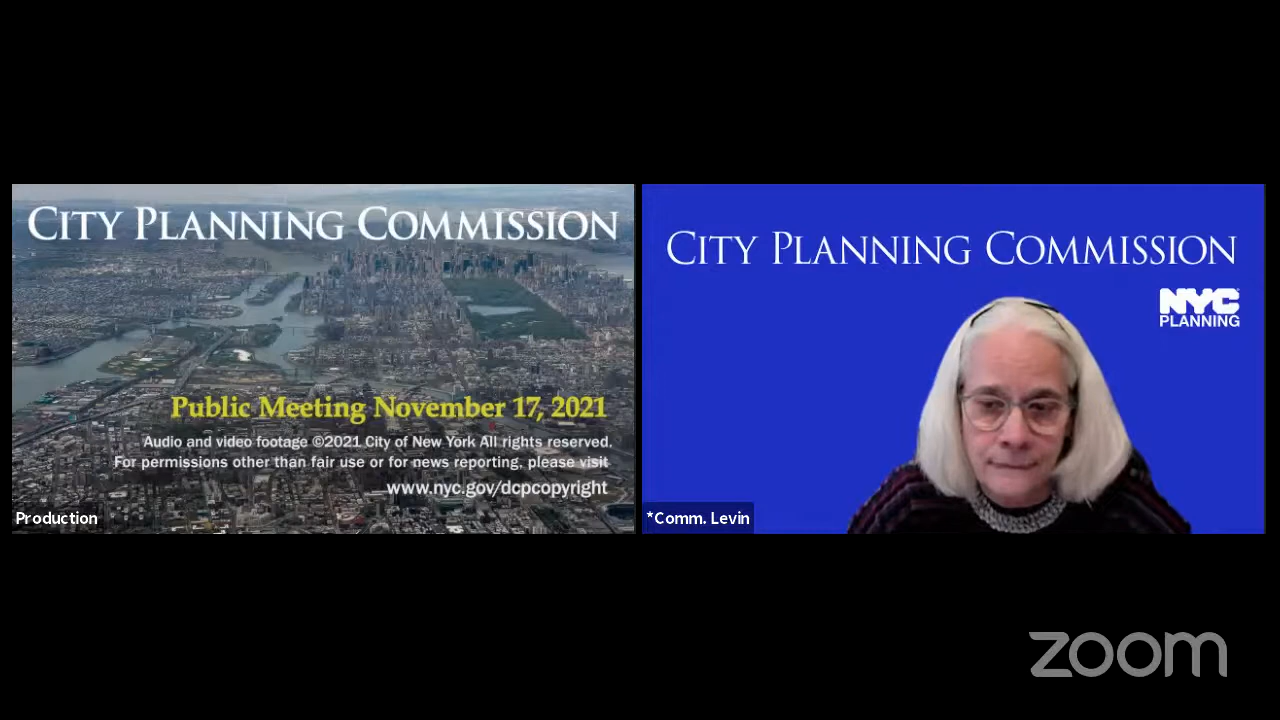 CITY PLANNING COMMISSION
Public Meeting November 17, 2021
Audio and video footage ©2021 City of New York All rights reserved.
For permissions other than fair use or for news reporting, please visit
www.nyc.gov/dcpcopyright
Production
CITY PLANNING COMMISSION
NYC
PLANNING
*Comm. Levin
zoom